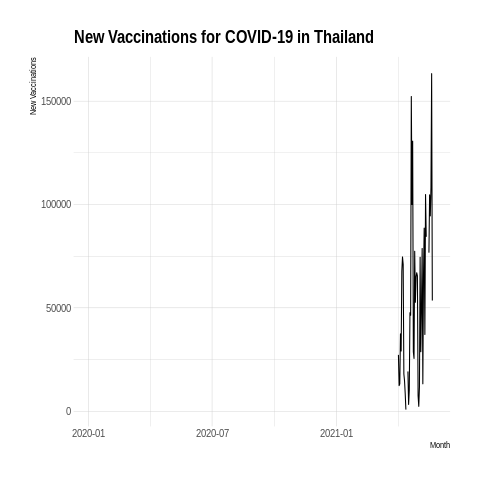 New Vaccinations for COVID-19 in Thailand
New Vaccinations
150000
100000
50000
0
2020-01 2020-07 2021-01
Month